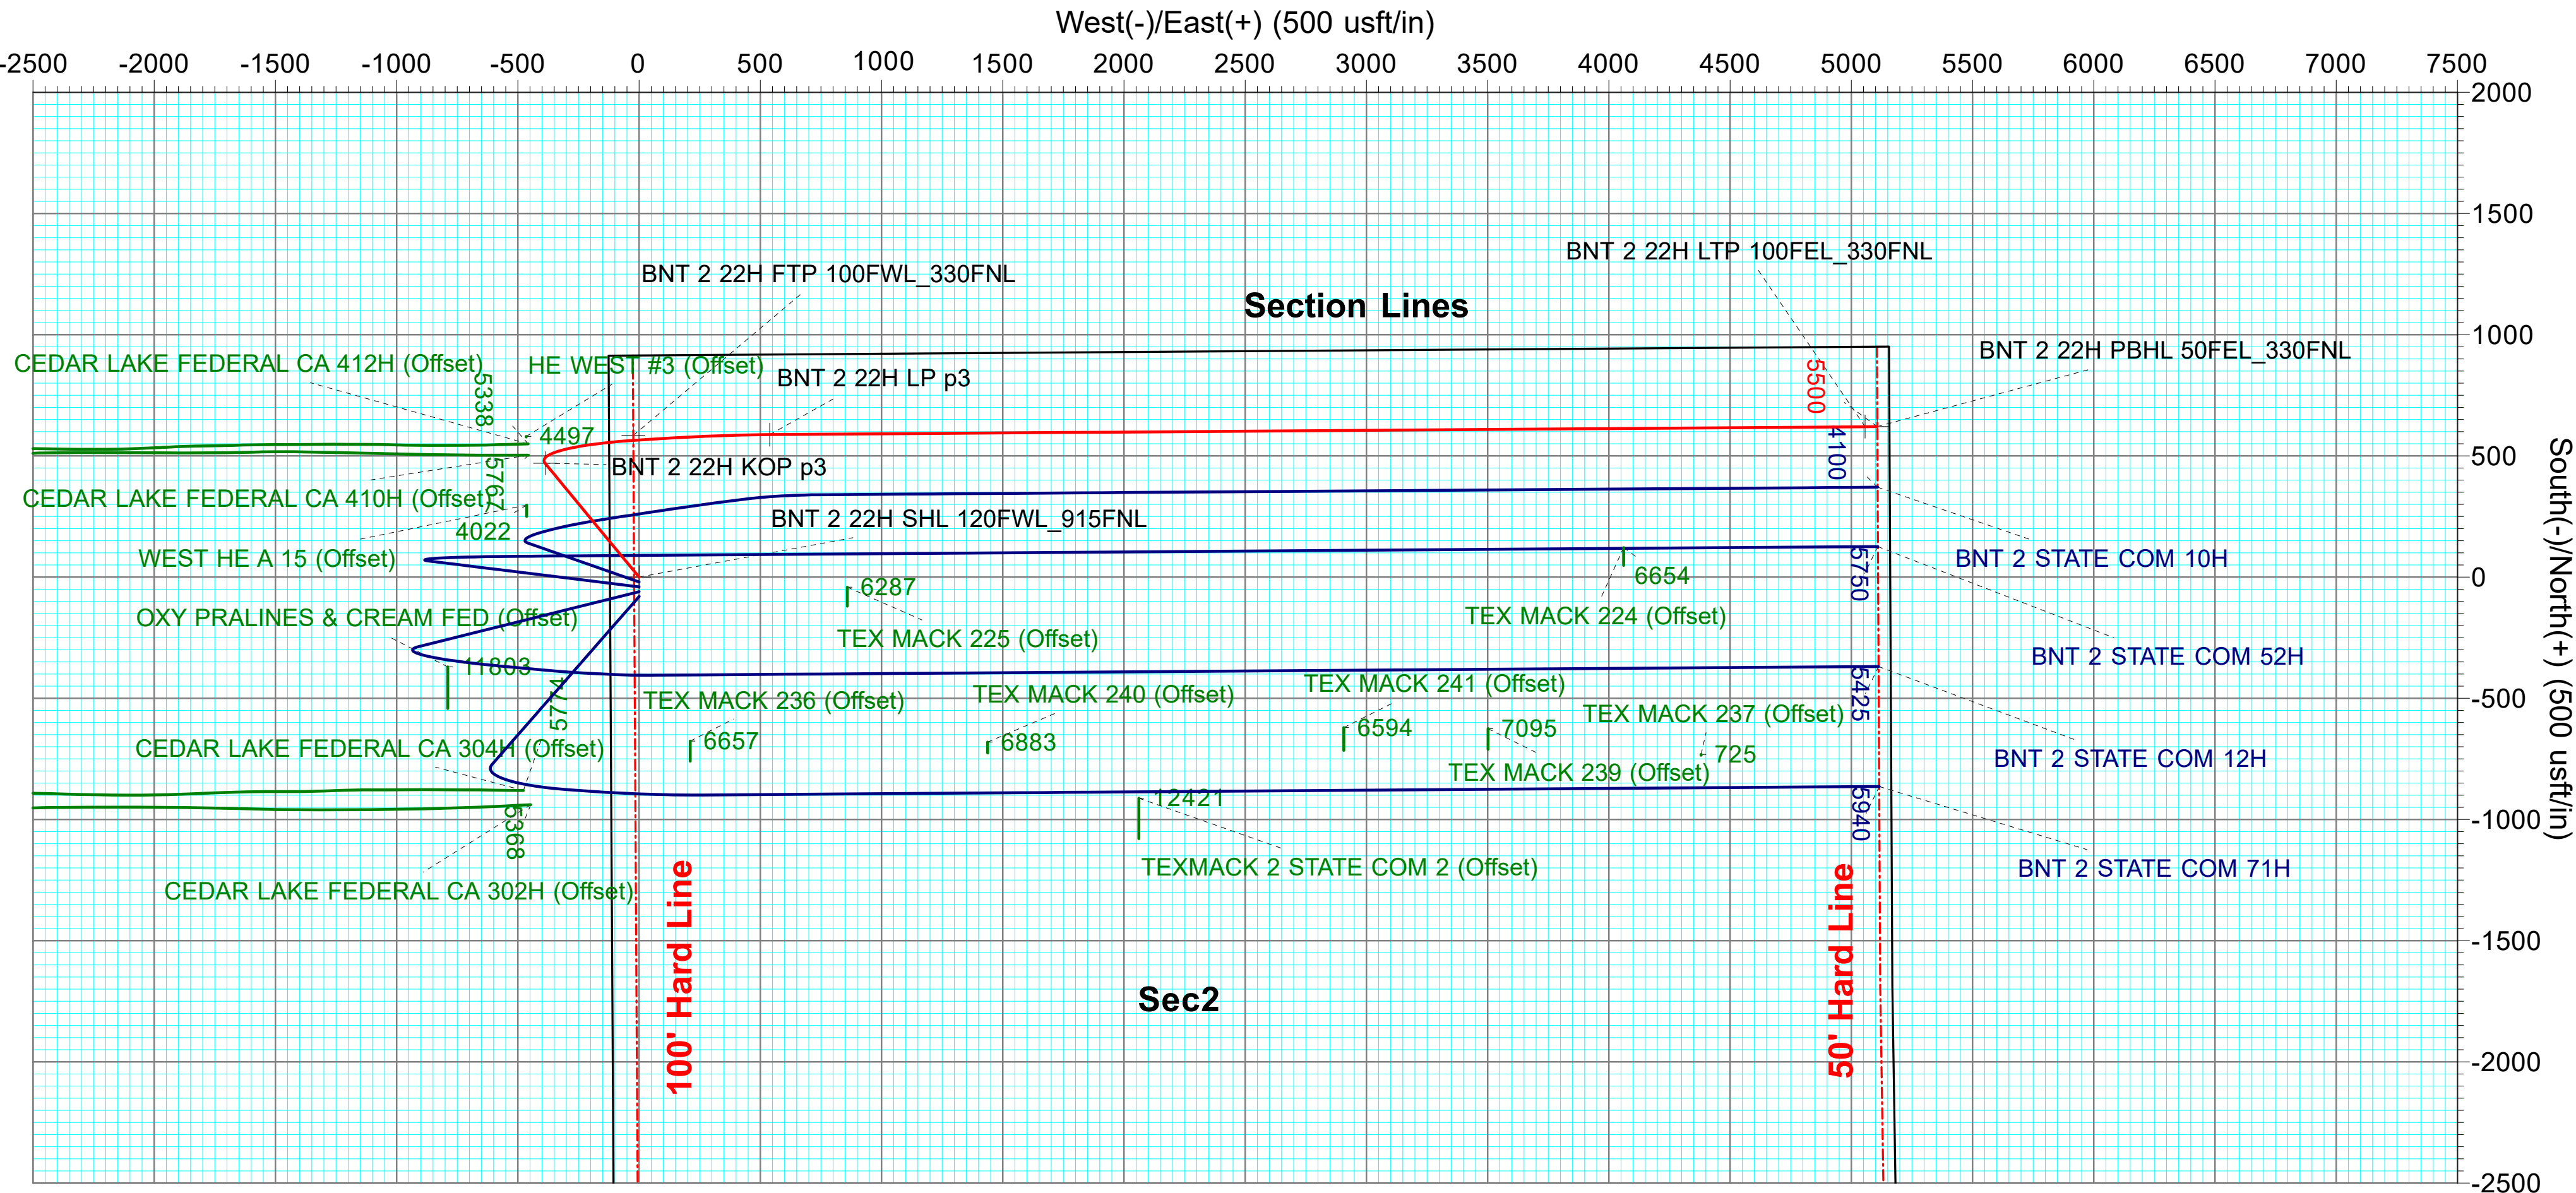 West(-)/East(+) (500 usft/in)
-2500 -2000 -1500 -1000 -500 0 500 1000 1500 2000 2500 3000 3500 4000 4500 5000 5500 6000 6500 7000 7500
2000
1500
1000
500
0
-500
-1000
-1500
-2000
-2500
South(-)/North(+) (500 usft/in)
BNT 2 22H LTP 100FEL_330FNL
BNT 2 22H FTP 100FWL_330FNL
Section Lines
BNT 2 22H PBHL 50FEL_330FNL
CEDAR LAKE FEDERAL CA 412H (Offset)
HE WEST #3 (Offset)
BNT 2 22H LP p3
5338
5500
4497
4100
BNT 2 22H KOP p3
5767
CEDAR LAKE FEDERAL CA 410H (Offset)
BNT 2 22H SHL 120FWL_915FNL
4022
WEST HE A 15 (Offset)
BNT 2 STATE COM 10H
5750
6287
6654
OXY PRALINES & CREAM FED (Offset)
TEX MACK 224 (Offset)
TEX MACK 225 (Offset)
BNT 2 STATE COM 52H
11803
TEX MACK 241 (Offset)
5425
TEX MACK 240 (Offset)
5774
TEX MACK 236 (Offset)
TEX MACK 237 (Offset)
6594
7095
6657
6883
725
CEDAR LAKE FEDERAL CA 304H (Offset)
BNT 2 STATE COM 12H
TEX MACK 239 (Offset)
12421
5940
5368
TEXMACK 2 STATE COM 2 (Offset)
BNT 2 STATE COM 71H
CEDAR LAKE FEDERAL CA 302H (Offset)
100' Hard Line
50' Hard Line
Sec2